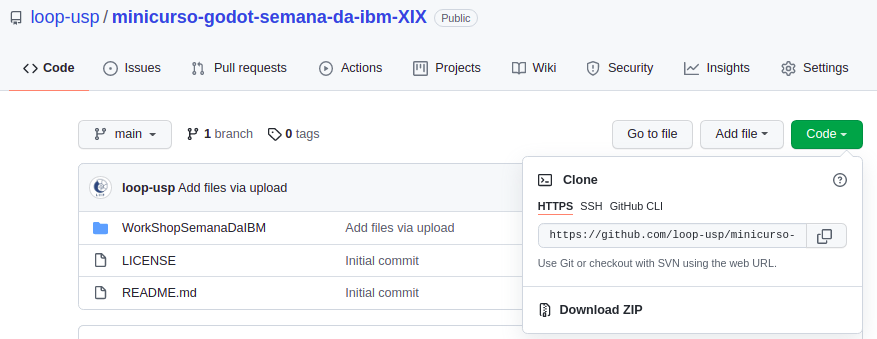 loop-usp / minicurso-godot-semana-da-ibm-XIX Public
Code Issues Pull requests Actions Projects Wiki Security Insights Settings
main 1 branch 0 tags Go to file Add file Code
loop-usp Add files via upload
WorkShopSemanaDaIBM Add files via upload
LICENSE Initial commit
README.md Initial commit
Clone
HTTPS SSH GitHub CLI
https://github.com/loop-usp/minicurso-
Use Git or checkout with SVN using the web URL.
Download ZIP